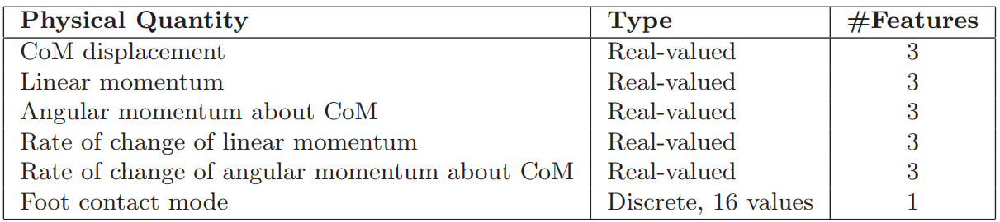 Physical Quantity Type #Features
CoM displacement Real-valued 3
Linear momentum Real-valued 3
Angular momentum about CoM Real-valued 3
Rate of change of linear momentum Real-valued 3
Rate of change of angular momentum about CoM Real-valued 3
Foot contact mode Discrete, 16 values 1